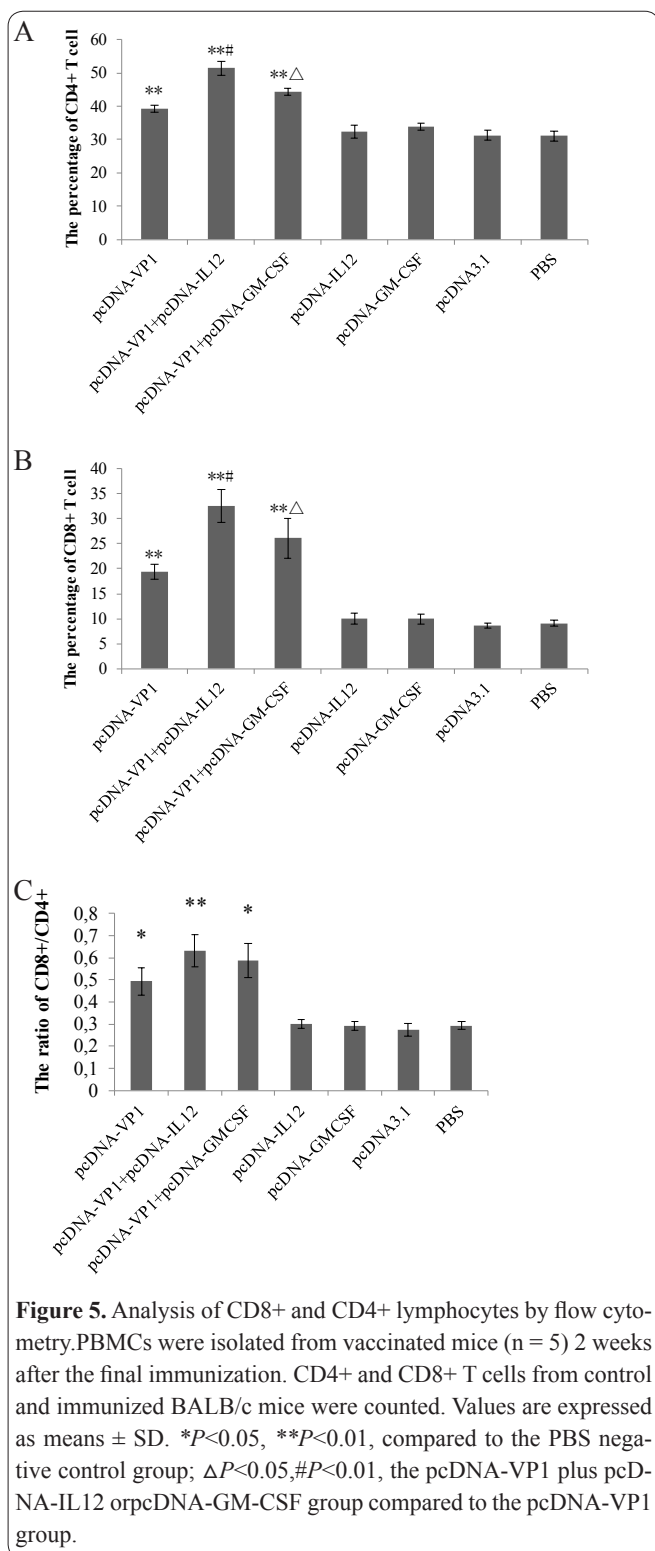 A
The percentage of CD4+ T cell
60
50
40
30
20
10
0
**
**#
**△
pcDNA-VP1
pcDNA-VP1+pcDNA-IL12
pcDNA-VP1+pcDNA-GM-CSF
pcDNA-IL12
pcDNA-GM-CSF
pcDNA3.1
PBS
B
The percentage of CD8+ T cell
40
35
30
25
20
15
10
5
0
**
**#
**△
pcDNA-VP1
pcDNA-VP1+pcDNA-IL12
pcDNA-VP1+pcDNA-GM-CSF
pcDNA-IL12
pcDNA-GM-CSF
pcDNA3.1
PBS
C
The ratio of CD8+/CD4+
0,8
0,7
0,6
0,5
0,4
0,3
0,2
0,1
0
*
**
*
pcDNA-VP1
pcDNA-VP1+pcDNA-IL12
pcDNA-VP1+pcDNA-GMCSF
pcDNA-IL12
pcDNA-GMCSF
pcDNA3.1
PBS
Figure 5. Analysis of CD8+ and CD4+ lymphocytes by flow cyto-
metry.PBMCs were isolated from vaccinated mice (n = 5) 2 weeks
after the final immunization. CD4+ and CD8+ T cells from control
and immunized BALB/c mice were counted. Values are expressed
as means ± SD. *P<0.05, **P<0.01, compared to the PBS nega-
tive control group; △P<0.05,#P<0.01, the pcDNA-VP1 plus pcD-
NA-IL12 orpcDNA-GM-CSF group compared to the pcDNA-VP1
group.